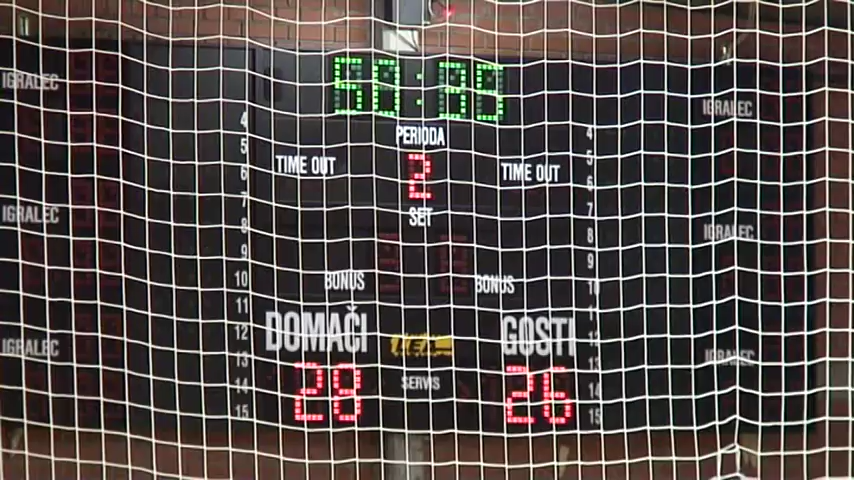 IGRALEC
IGRALEC
PERIODA
4
4
5
5
TIME OUT
2
TIME OUT
6
6
7
7
IGRALEC
SET
IGRALEC
8
8
9
9
10
BONUS
BONUS
10
11
11
DOMAČI
GOSTI
12
12
IGRALEC
IGRALEC
13
13
SERVIS
14
14
28
26
15
15